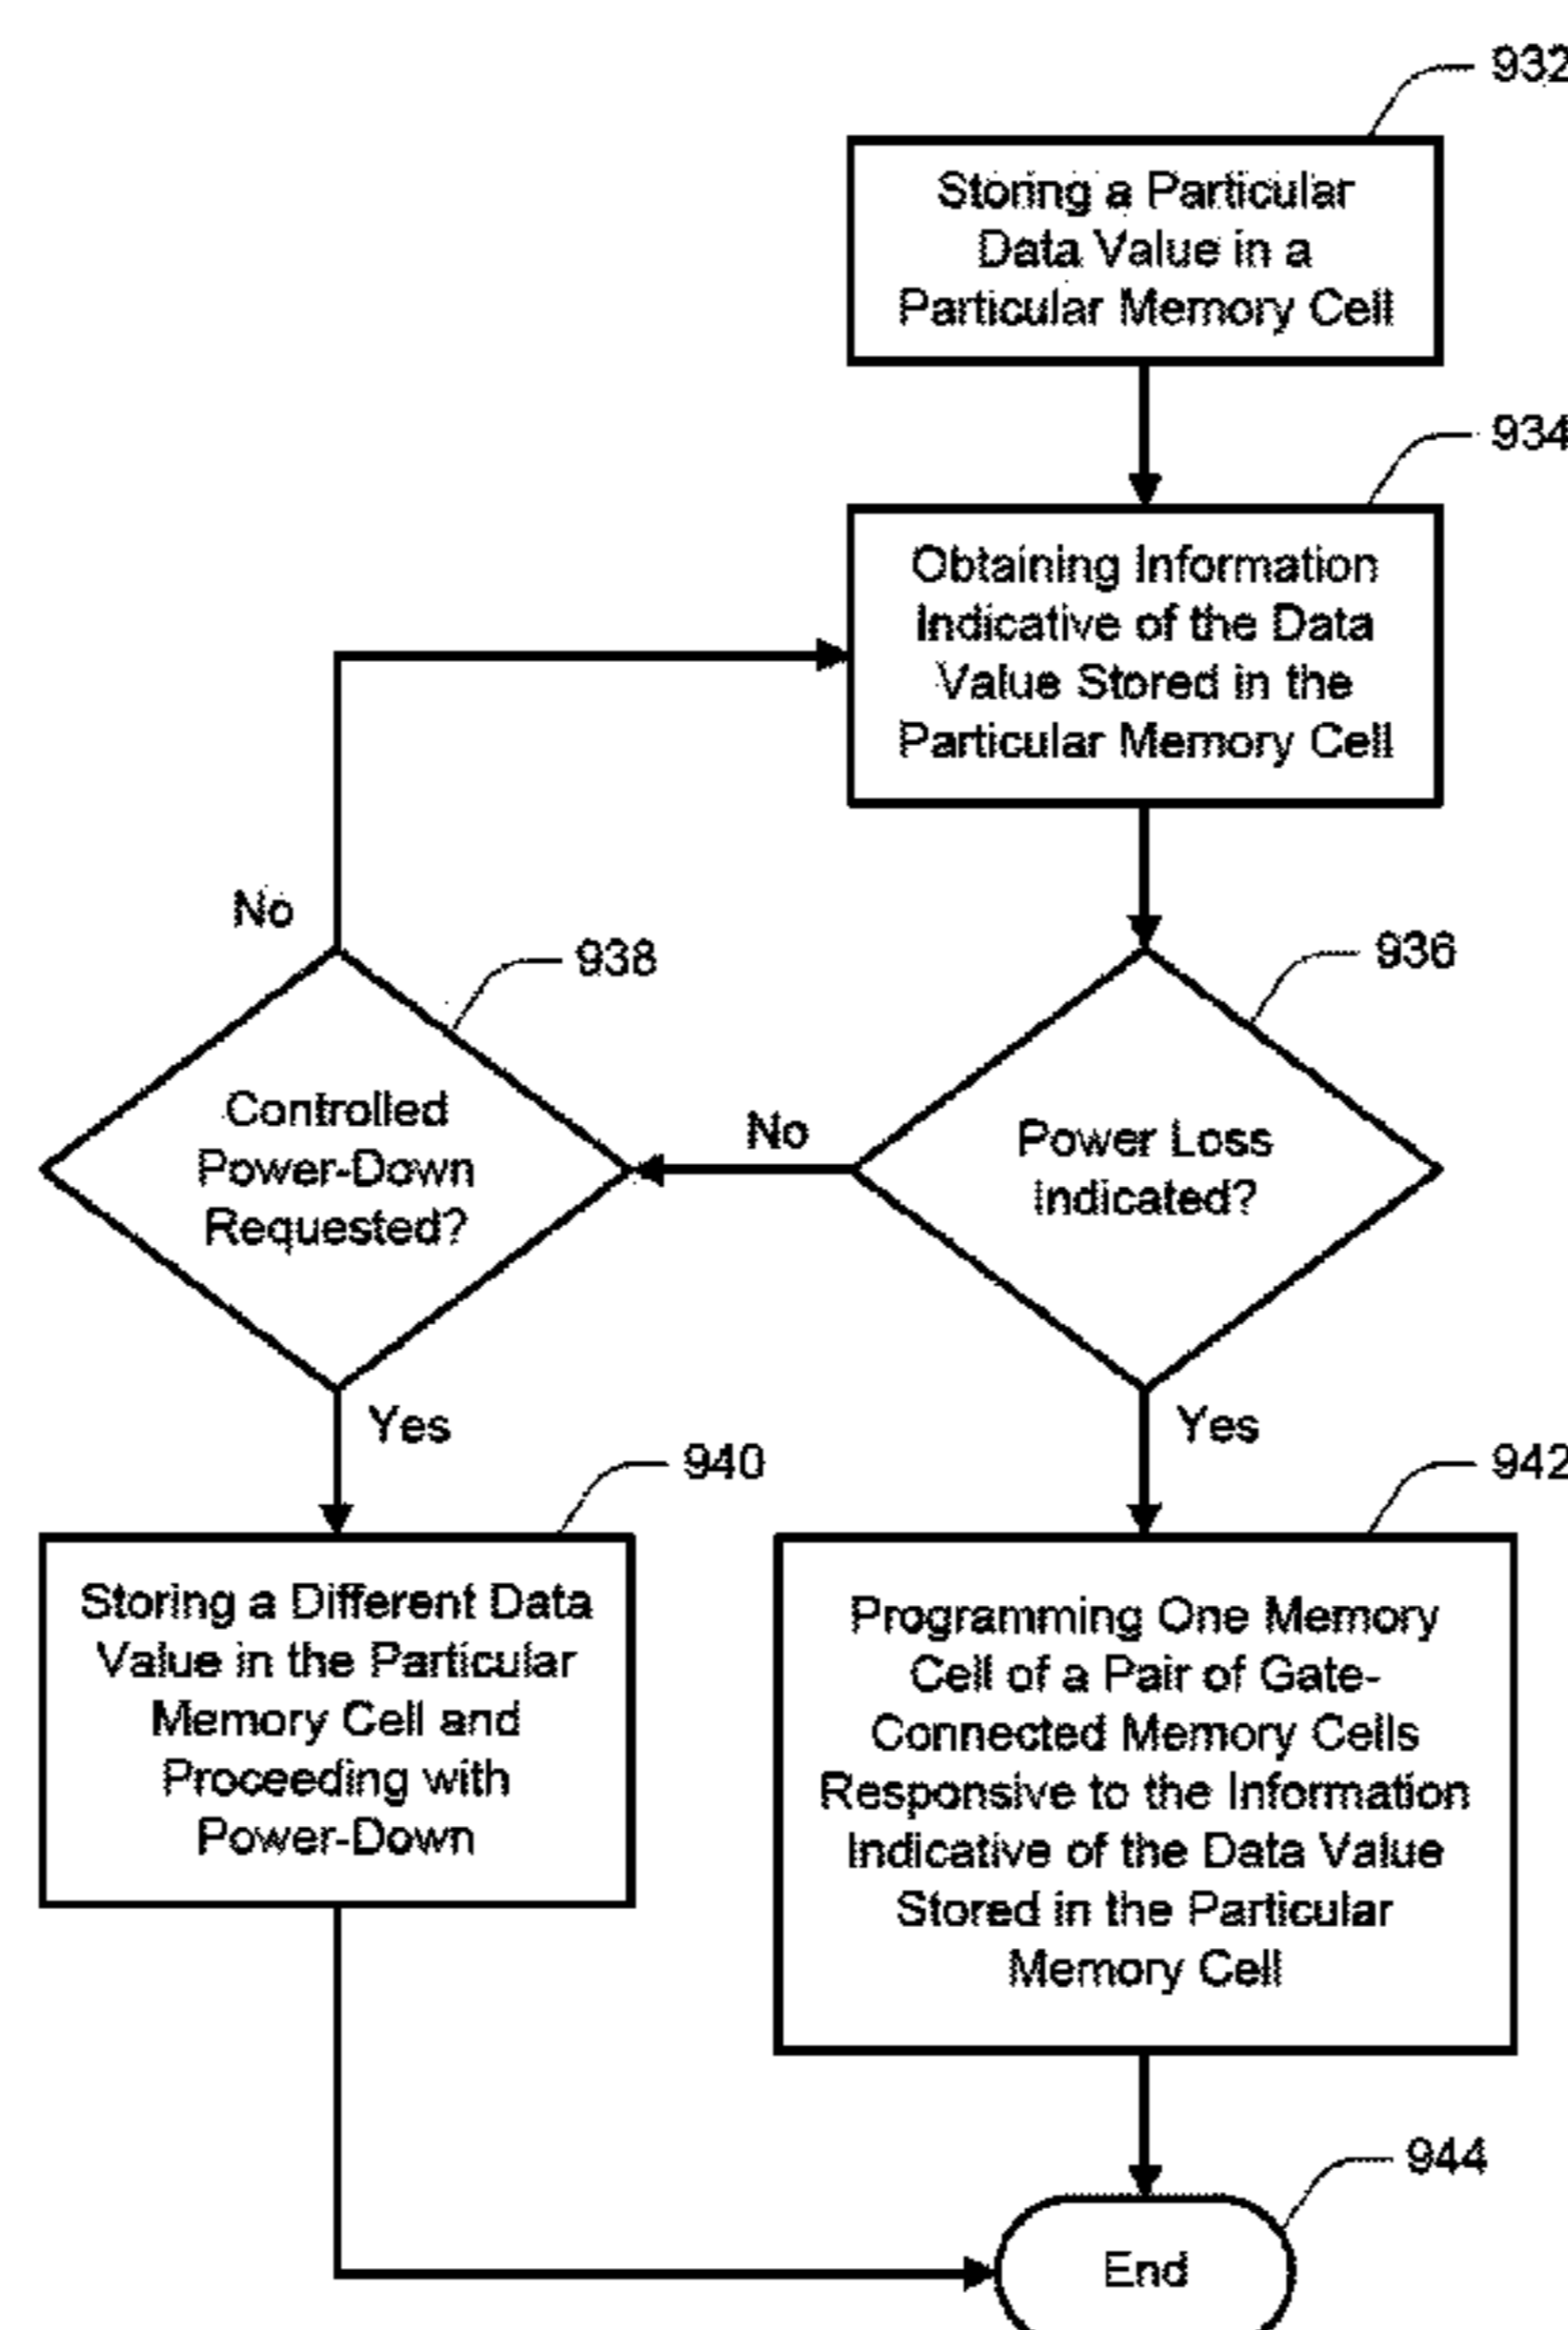 932
Storing a Particular
Data Value in a
Particular Memory Cell
934
Obtaining Information
Indicative of the Data
Value Stored in the
Particular Memory Cell
No
938
936
Controlled
Power-Down
Requested?
No
Power Loss
Indicated?
Yes
Yes
940
942
Storing a Different Data
Value in the Particular
Memory Cell and
Proceeding with
Power-Down
Programming One Memory
Cell of a Pair of Gate-
Connected Memory Cells
Responsive to the Information
Indicative of the Data Value
Stored in the Particular
Memory Cell
944
End